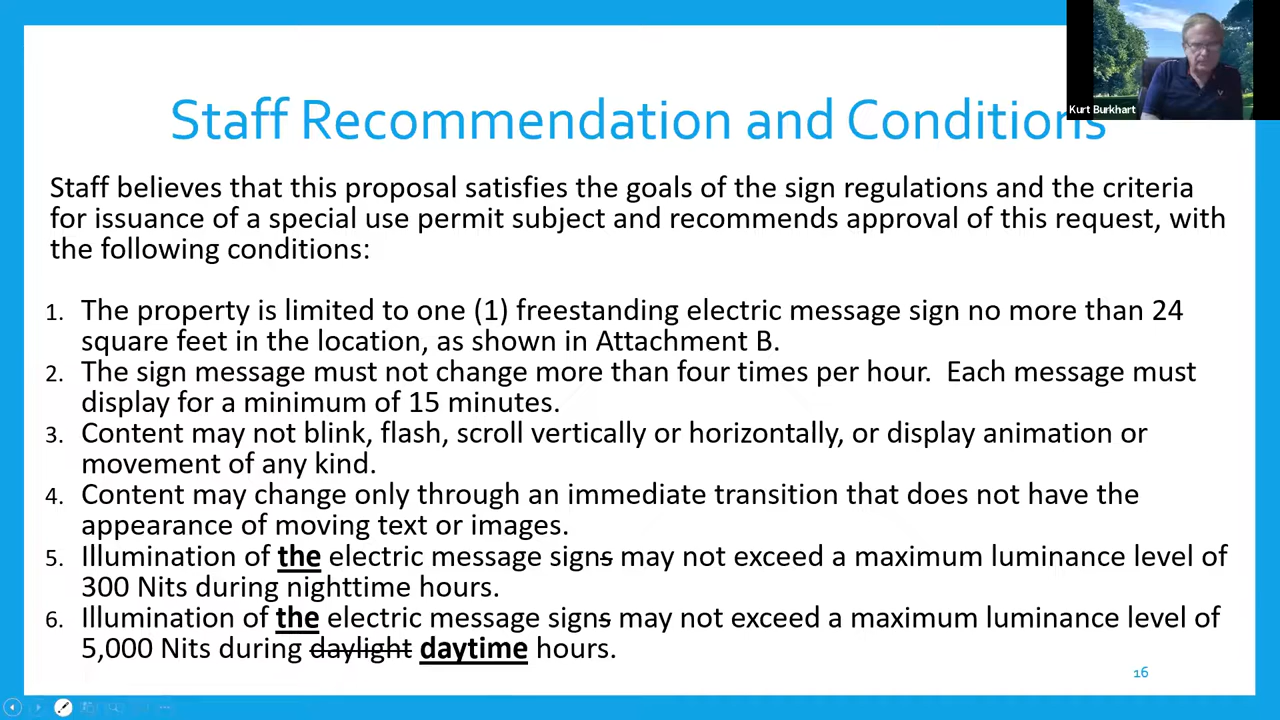 Kurt Burkhart
Staff Recommendation and Conditions
Staff believes that this proposal satisfies the goals of the sign regulations and the criteria
for issuance of a special use permit subject and recommends approval of this request, with
the following conditions:
1. The property is limited to one (1) freestanding electric message sign no more than 24
square feet in the location, as shown in Attachment B.
2. The sign message must not change more than four times per hour.  Each message must
display for a minimum of 15 minutes.
3. Content may not blink, flash, scroll vertically or horizontally, or display animation or
movement of any kind.
4. Content may change only through an immediate transition that does not have the
appearance of moving text or images.
5. Illumination of the electric message signs may not exceed a maximum luminance level of
300 Nits during nighttime hours.
6. Illumination of the electric message signs may not exceed a maximum luminance level of
5,000 Nits during daylight daytime hours.
16